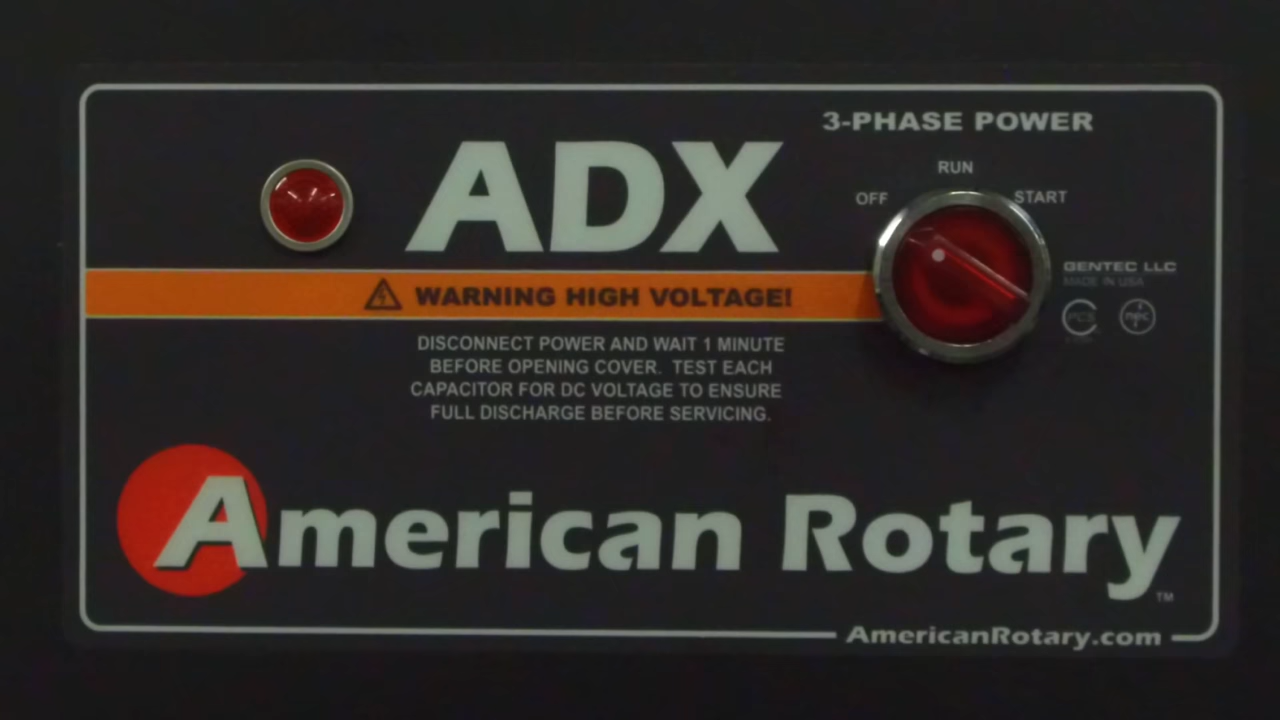 3-PHASE POWER
ADX
RUN
OFF
START
GENTEC LLC
MADE IN USA
WARNING HIGH VOLTAGE!
DISCONNECT POWER AND WAIT 1 MINUTE
BEFORE OPENING COVER. TEST EACH
CAPACITOR FOR DC VOLTAGE TO ENSURE
FULL DISCHARGE BEFORE SERVICING.
American Rotary
TM
AmericanRotary.com